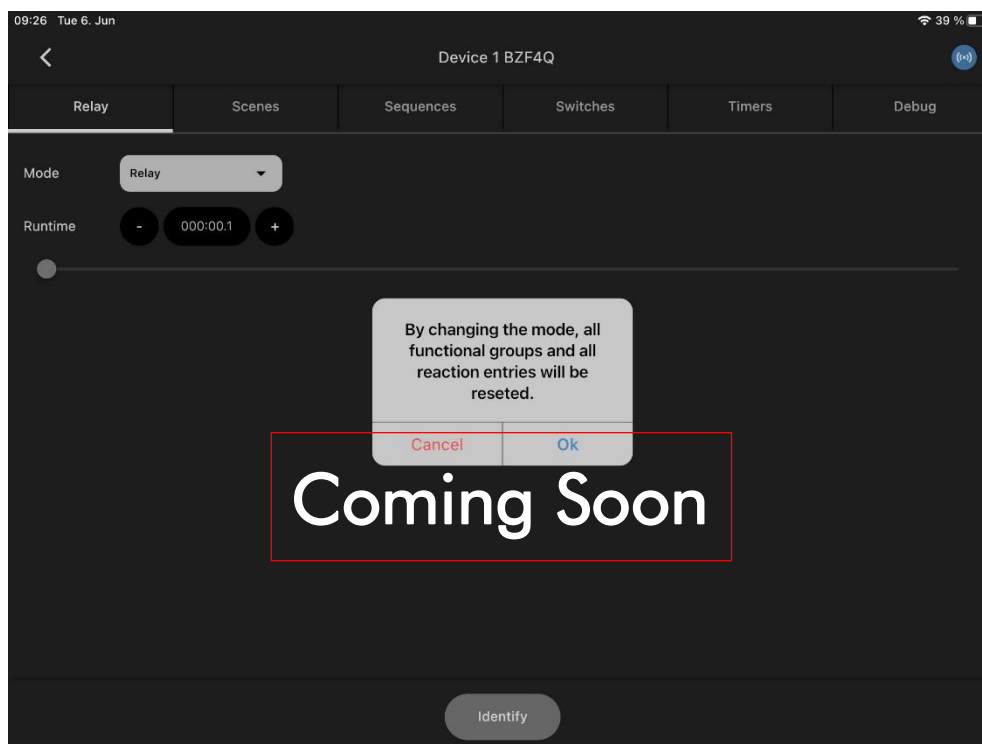 09:26 Tue 6. Jun 39 %
Device 1 BZF4Q
Relay Scenes Sequences Switches Timers Debug
Mode Relay
Runtime - 000:00.1 +
By changing the mode, all
functional groups and all
reaction entries will be
reseted.
Cancel Ok
Coming Soon
Identify